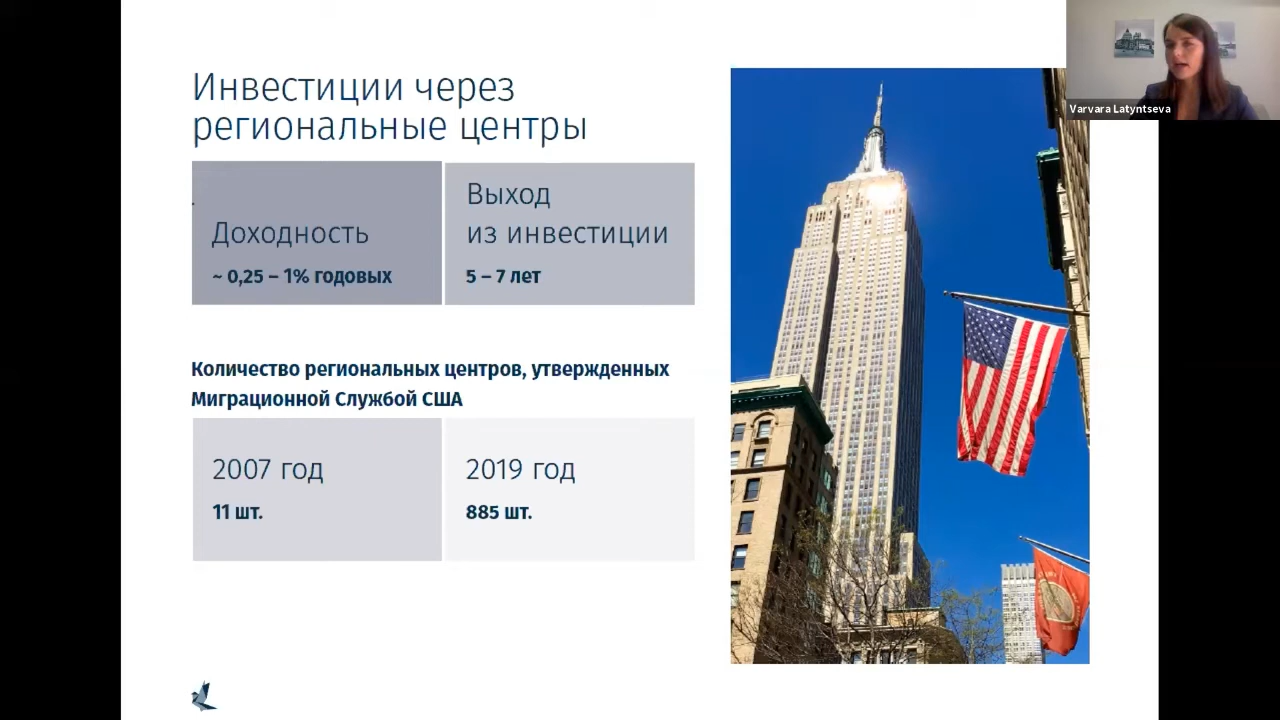 Инвестиции через
региональные центры
Доходность
~ 0,25 – 1% годовых
Выход
из инвестиции
5 – 7 лет
Количество региональных центров, утвержденных
Миграционной Службой США
2007 год
11 шт.
2019 год
885 шт.
Varvara Latyntseva